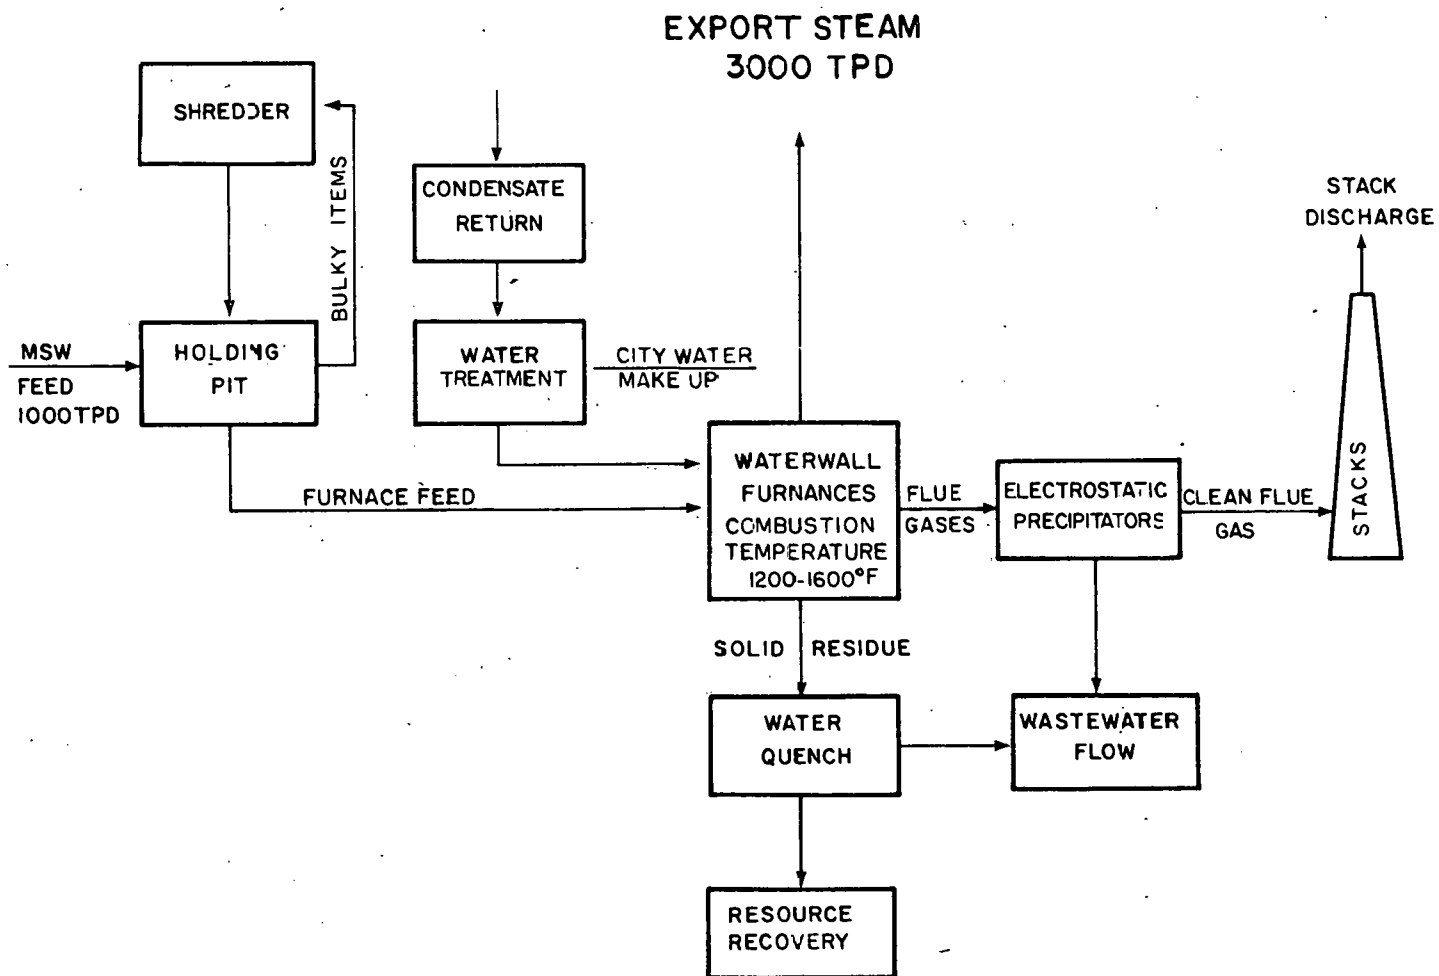 EXPORT STEAM
3000 TPD
SHREDDER
BULKY ITEMS
CONDENSATE
RETURN
STACK
DISCHARGE
MSW
FEED
1000TPD
HOLDING
PIT
WATER
TREATMENT
CITY WATER
MAKE UP
FURNACE FEED
WATERWALL
FURNANCES
COMBUSTION
TEMPERATURE
1200-1600°F
FLUE
GASES
ELECTROSTATIC
PRECIPITATORS
CLEAN FLUE
GAS
STACKS
SOLID RESIDUE
WATER
QUENCH
WASTEWATER
FLOW
RESOURCE
RECOVERY